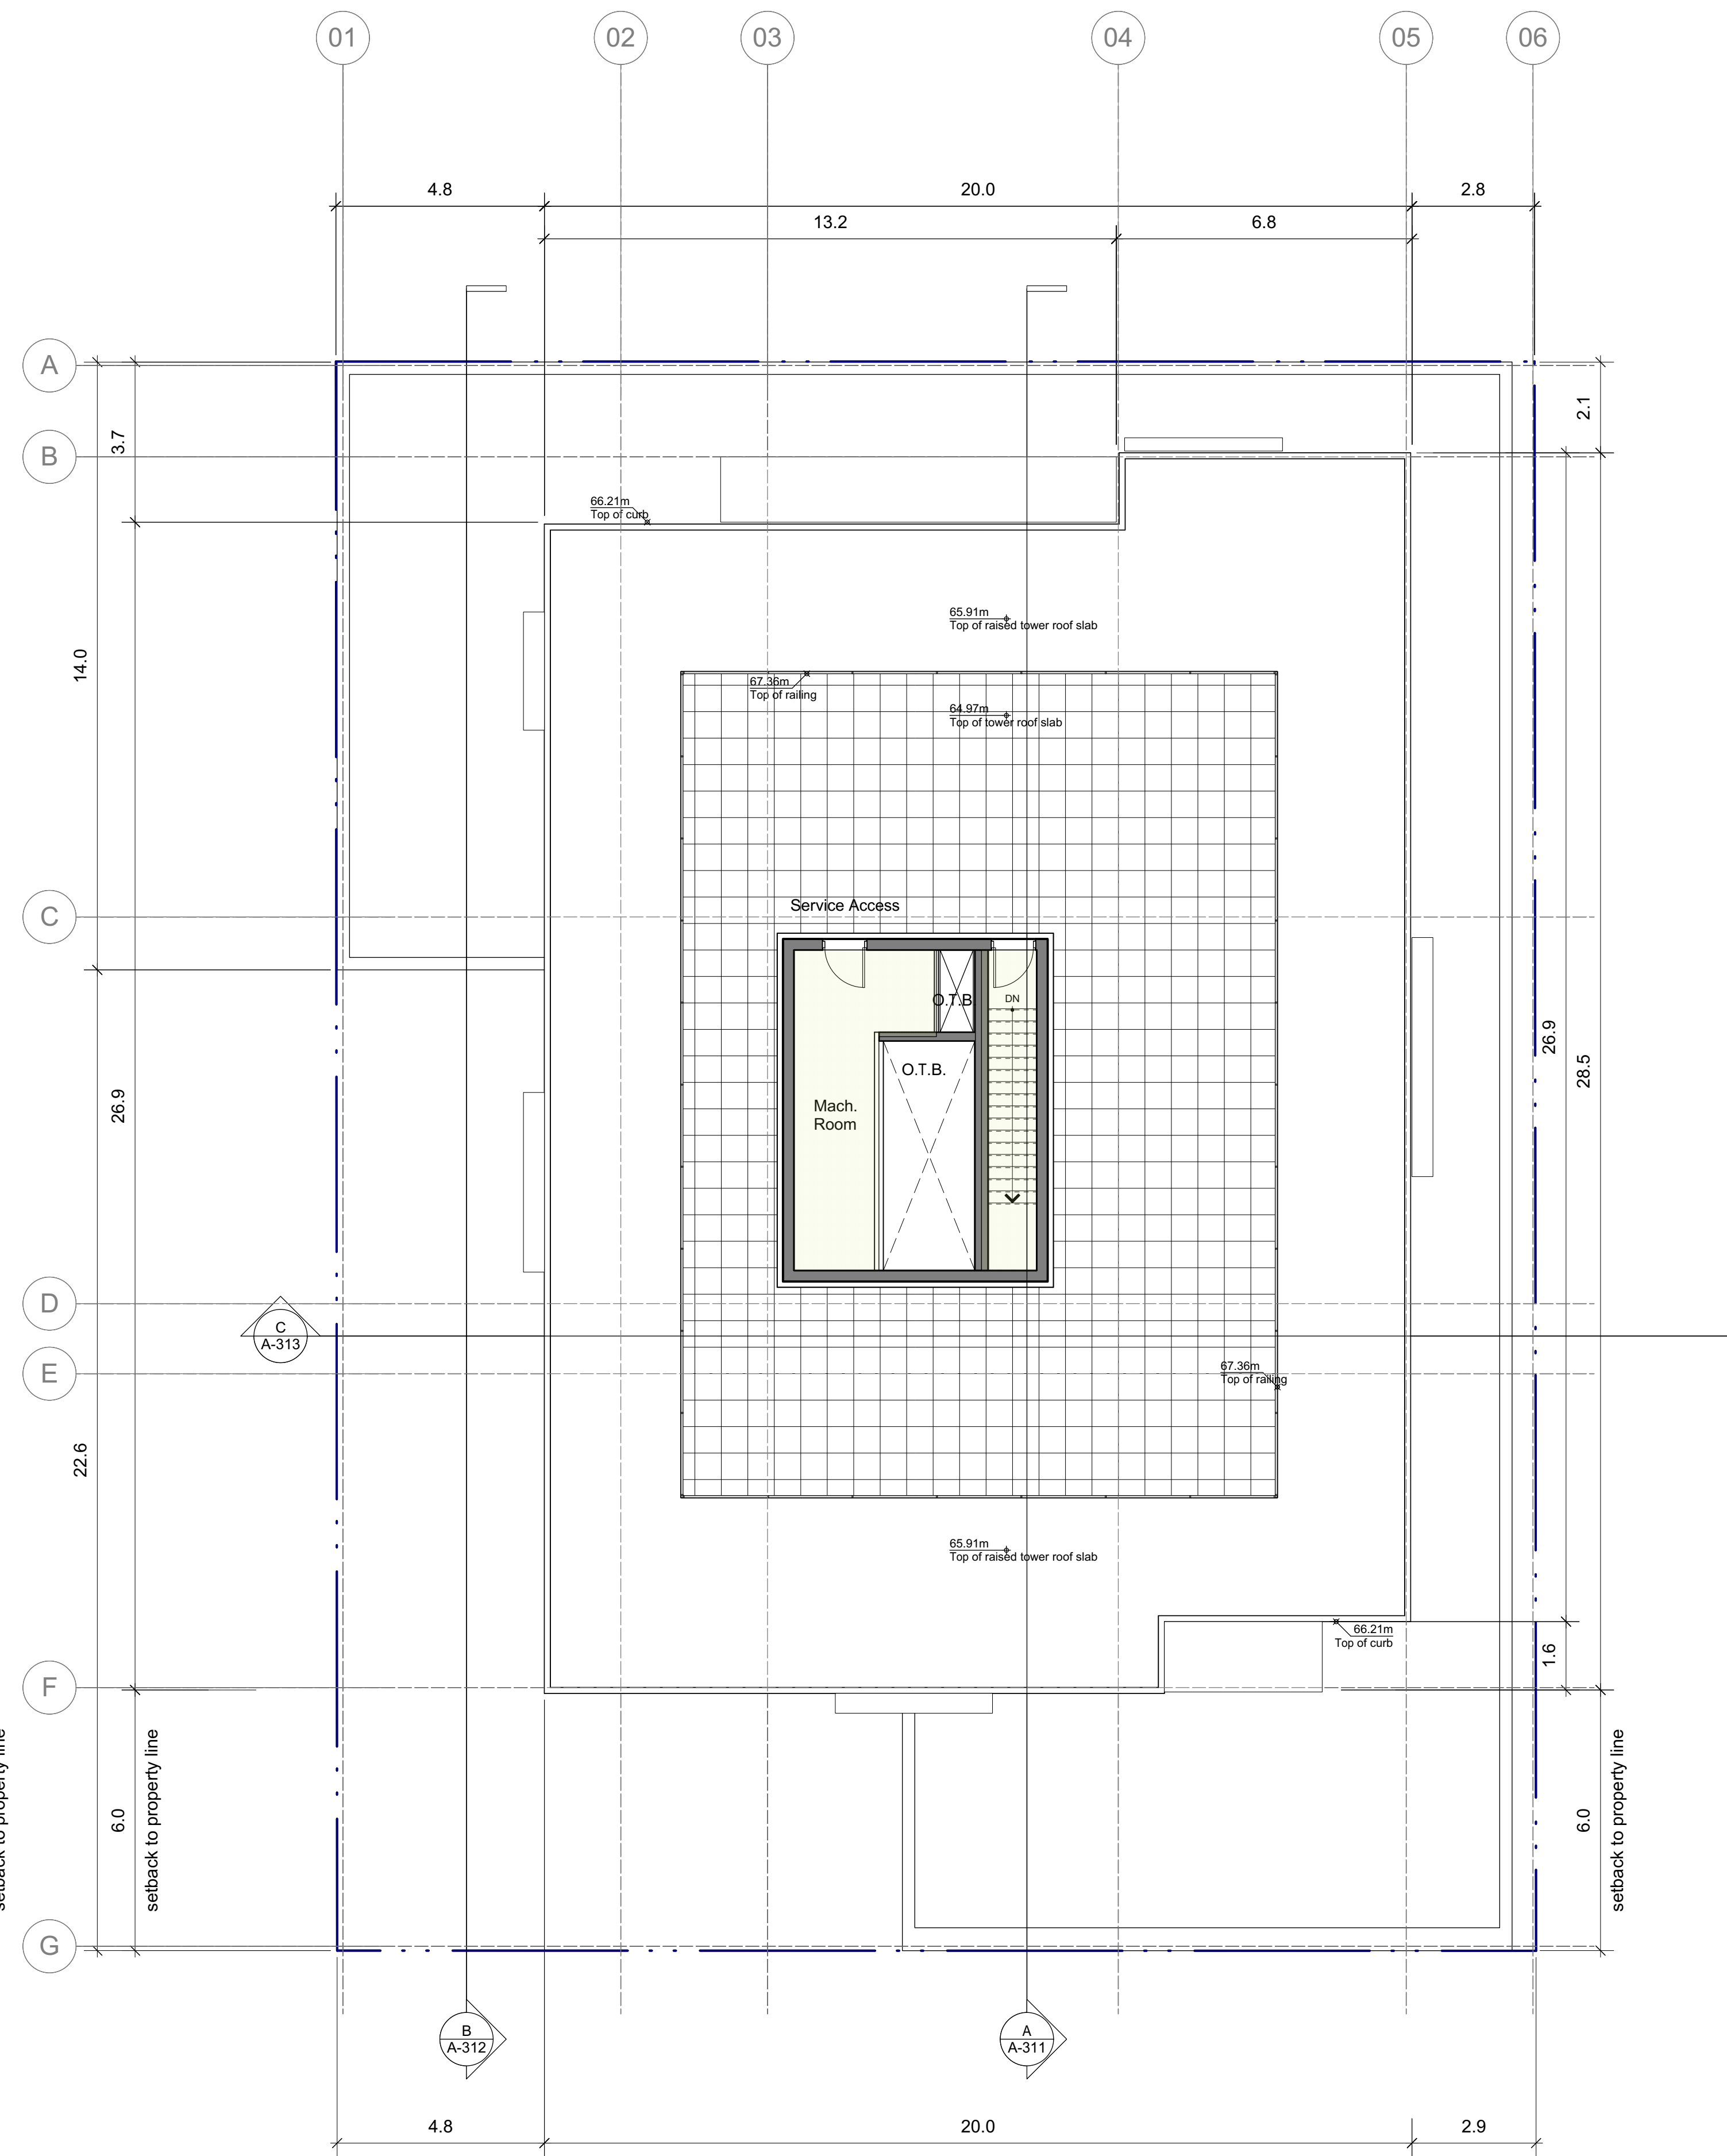 01 02 03 04 05 06
4.8 20.0 2.8
13.2 6.8
A
2.1
3.7
B
66.21m
Top of curb
65.91m
Top of raised tower roof slab
14.0
67.36m
Top of railing
64.97m
Top of tower roof slab
Service Access
C
O.T.B.
DN
26.9
O.T.B.
28.5
Mach.
Room
26.9
D
C
A-313
E
67.36m
Top of railing
22.6
65.91m
Top of raised tower roof slab
66.21m
Top of curb
1.6
F
setback to property line
setback to property line
setback to property line
6.0
6.0
G
B
A-312
A
A-311
4.8 20.0 2.9